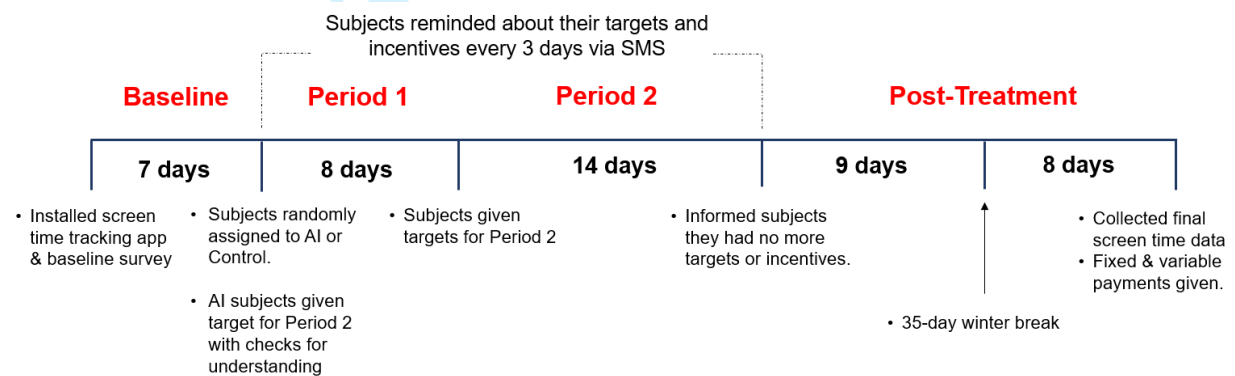 Subjects reminded about their targets and
incentives every 3 days via SMS
Baseline
Period 1
Period 2
Post-Treatment
7 days
8 days
14 days
9 days
8 days
• Installed screen
time tracking app
& baseline survey
• Subjects randomly
assigned to AI or
Control.
• AI subjects given
target for Period 2
with checks for
understanding
• Subjects given
targets for Period 2
• Informed subjects
they had no more
targets or incentives.
• 35-day winter break
• Collected final
screen time data
• Fixed & variable
payments given.